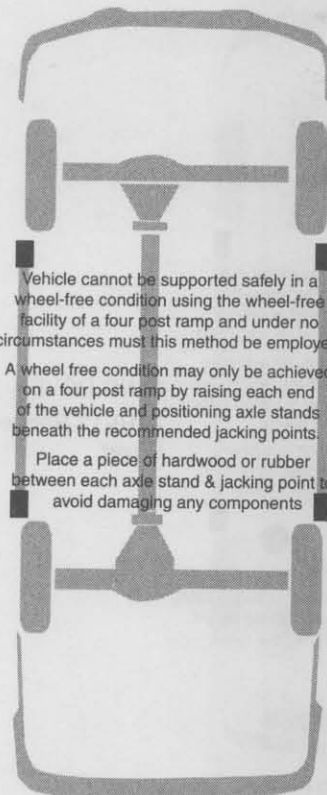 Vehicle cannot be supported safely in a
wheel-free condition using the wheel-free
facility of a four post ramp and under no
circumstances must this method be employe
A wheel free condition may only be achieved
on a four post ramp by raising each end
of the vehicle and positioning axle stands
beneath the recommended jacking points.
Place a piece of hardwood or rubber
between each axle stand & jacking point to
avoid damaging any components